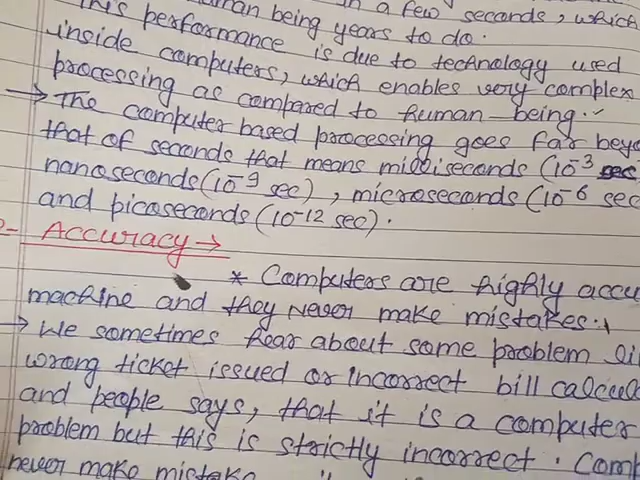 in a few seconds, which
human being years to do.
This performance is due to technology used
inside computers, which enables very complex
processing as compared to human-being.
→ The computer based processing goes far beyo
that of seconds that means milliseconds (10-3 sec
nanoseconds (10-9 sec), microseconds (10-6 sec
and picoseconds (10-12 sec).
2- Accuracy →
* Computers are highly accu
machine and they never make mistakes.
→ We sometimes hear about some problem li
wrong ticket issued or incorrect bill calcul
and people says, that it is a computer
problem but this is strictly incorrect. Comp
never make mistake